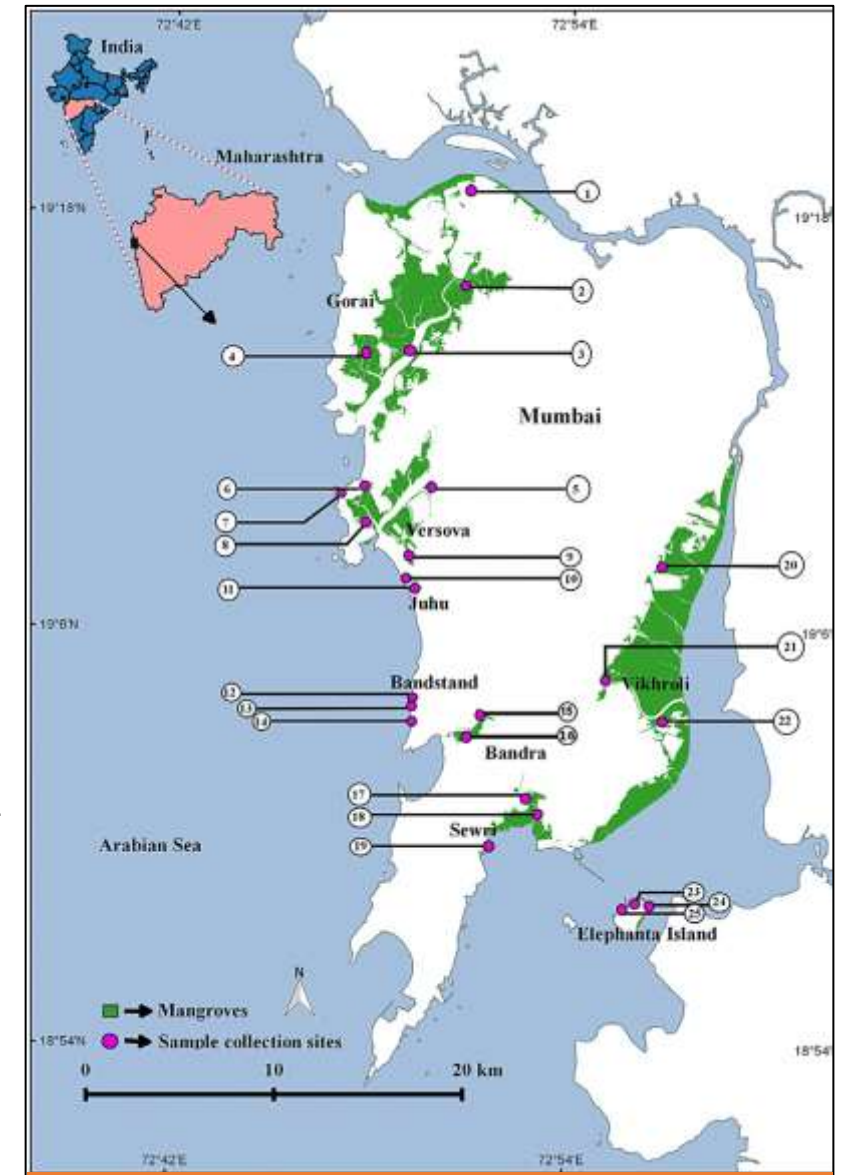 72°42'E 72°54'E
India
Maharashtra
19°18'N 19°18'
1
Gorai 2
4 3
Mumbai
6 5
7
8 Versova
9 20
11 10
Juhu
19°6'N 19°6'
21
Bandstand Vikhroli
12
13
14 15 22
16
Bandra
17
18
Sewri
19
Arabian Sea
23
24
25
Elephanta Island
N
Mangroves
Sample collection sites
18°54'N 18°54'
0 10 20 km
72°42'E 72°54'E